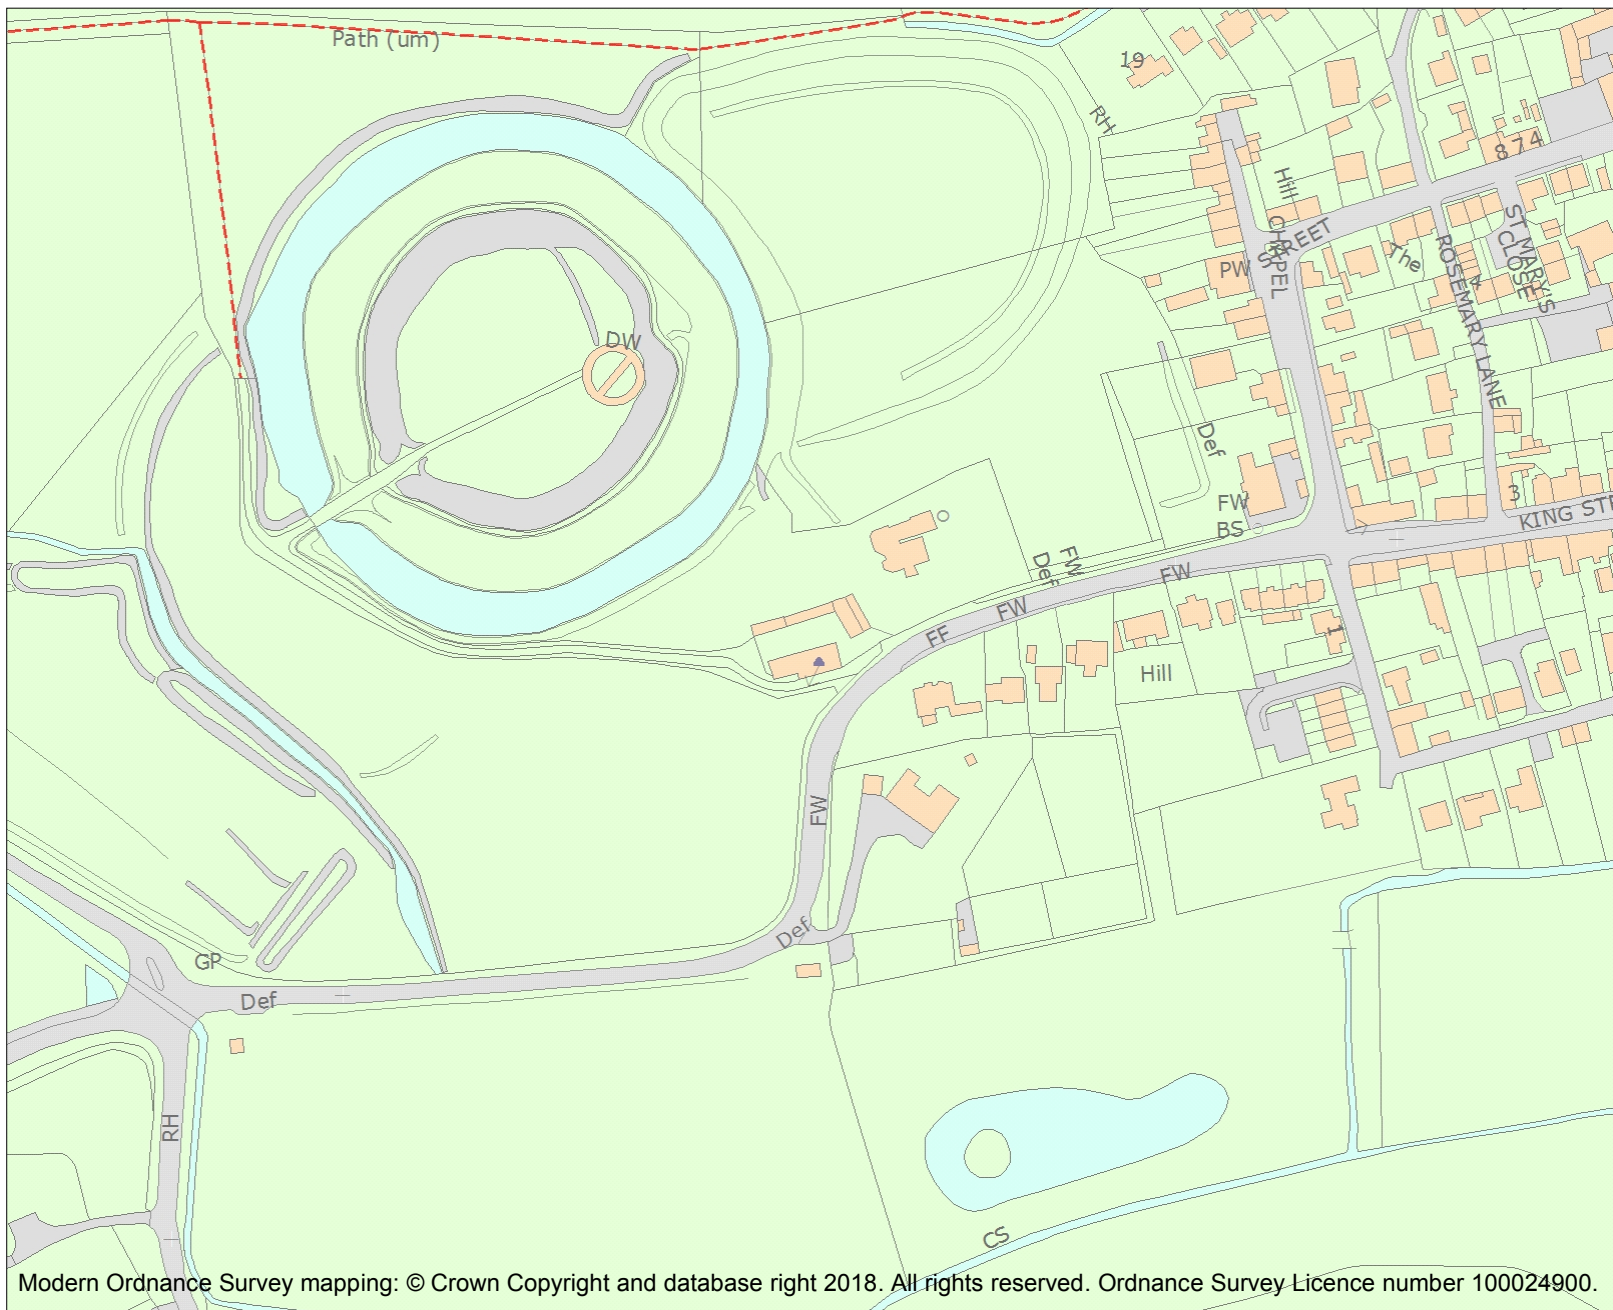 Path (um)
19
RH
874
Hill
CHAPEL
STREET
The
ST MARY'S
CLOSE
PW
ROSEMARY LANE
4
DW
Def
3
FW
BS
KING STR
FW
Def
FW
FW
FF
1
Hill
FW
Def
GP
Def
RH
CS
Modern Ordnance Survey mapping: © Crown Copyright and database right 2018. All rights reserved. Ordnance Survey Licence number 100024900.